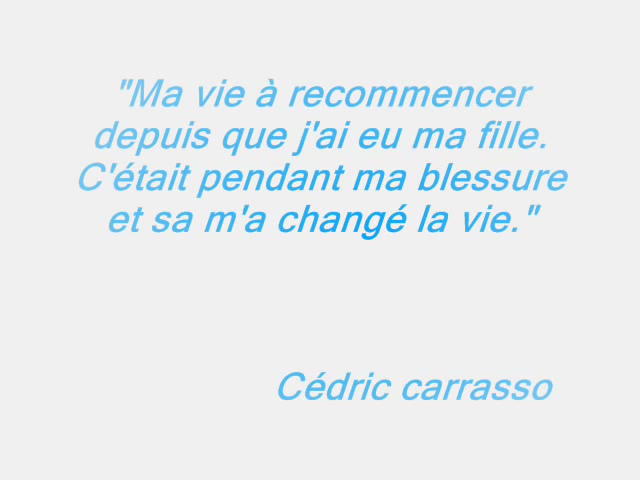 "Ma vie à recommencer
depuis que j'ai eu ma fille.
C'était pendant ma blessure
et sa m'a changé la vie."
Cédric carrasso